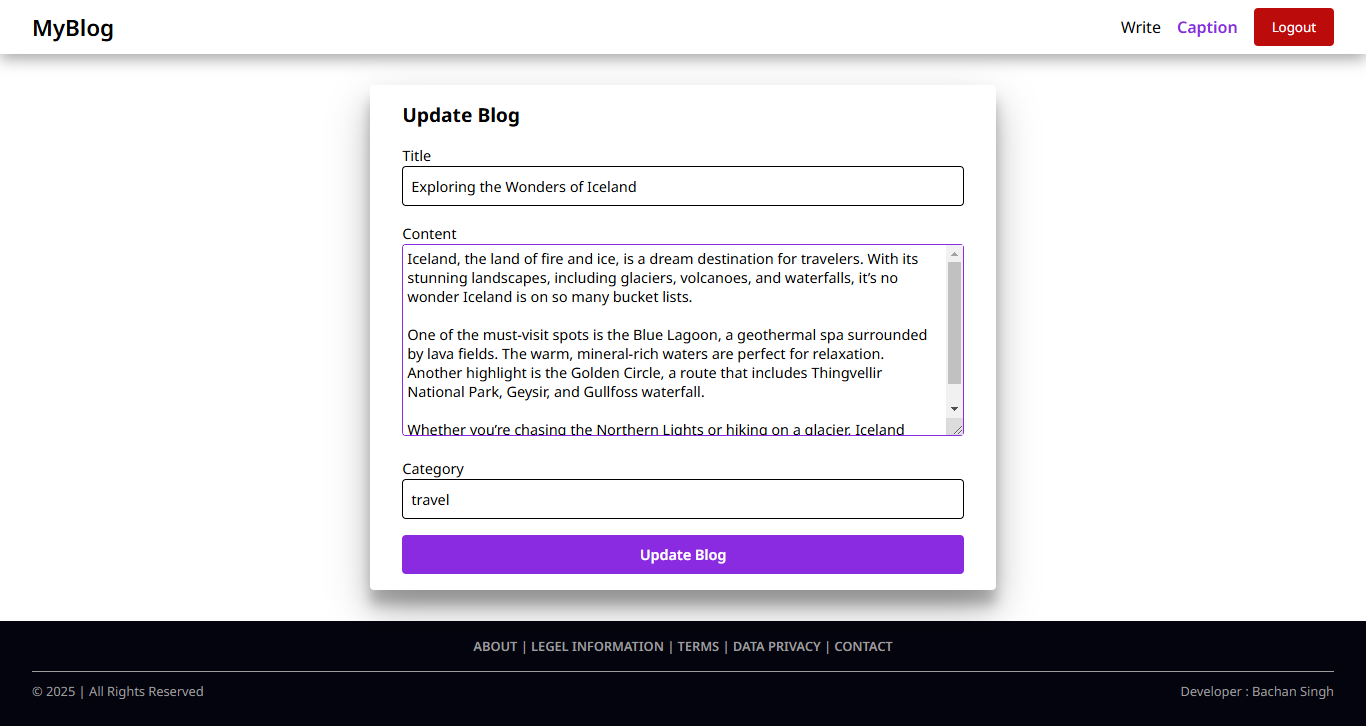 MyBlog
Write Caption Logout
Update Blog
Title
Exploring the Wonders of Iceland
Content
Iceland, the land of fire and ice, is a dream destination for travelers. With its
stunning landscapes, including glaciers, volcanoes, and waterfalls, it’s no
wonder Iceland is on so many bucket lists.
One of the must-visit spots is the Blue Lagoon, a geothermal spa surrounded
by lava fields. The warm, mineral-rich waters are perfect for relaxation.
Another highlight is the Golden Circle, a route that includes Thingvellir
National Park, Geysir, and Gullfoss waterfall.
Whether you’re chasing the Northern Lights or hiking on a glacier, Iceland
Category
travel
Update Blog
ABOUT | LEGEL INFORMATION | TERMS | DATA PRIVACY | CONTACT
© 2025 | All Rights Reserved
Developer : Bachan Singh